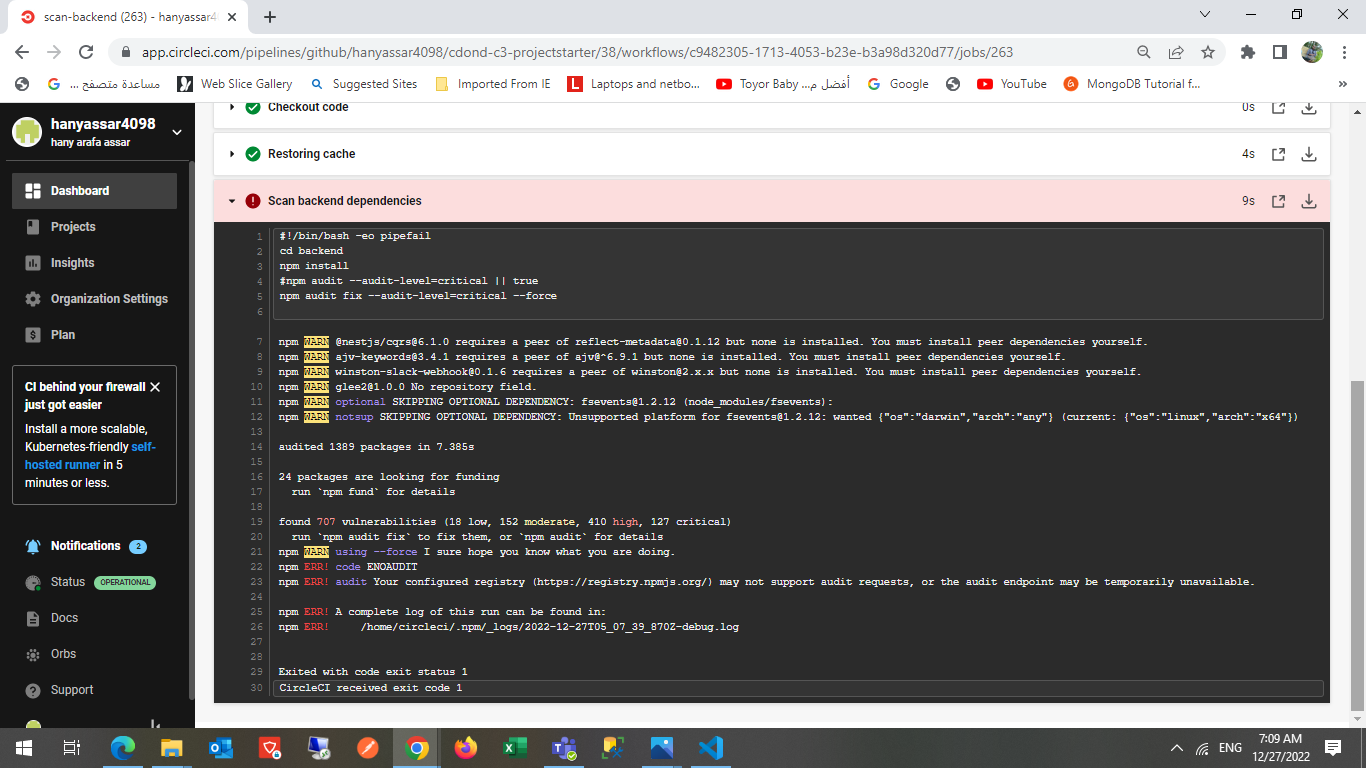 scan-backend (263) - hanyassar4
app.circleci.com/pipelines/github/hanyassar4098/cdond-c3-projectstarter/38/workflows/c9482305-1713-4053-b23e-b3a98d320d77/jobs/263
مساعدة متصفح ...
Web Slice Gallery
Suggested Sites
Imported From IE
Laptops and netbo...
Toyor Baby ...أفضل م
Google
YouTube
MongoDB Tutorial f...
»
hanyassar4098
hany arafa assar
Dashboard
Projects
Insights
Organization Settings
Plan
CI behind your firewall
just got easier
Install a more scalable,
Kubernetes-friendly self-
hosted runner in 5
minutes or less.
Notifications 2
Status OPERATIONAL
Docs
Orbs
Support
Checkout code 0s
Restoring cache 4s
Scan backend dependencies 9s
1 #!/bin/bash -eo pipefail
2 cd backend
3 npm install
4 #npm audit --audit-level=critical || true
5 npm audit fix --audit-level=critical --force
6
7 npm WARN @nestjs/cqrs@6.1.0 requires a peer of reflect-metadata@0.1.12 but none is installed. You must install peer dependencies yourself.
8 npm WARN ajv-keywords@3.4.1 requires a peer of ajv@^6.9.1 but none is installed. You must install peer dependencies yourself.
9 npm WARN winston-slack-webhook@0.1.6 requires a peer of winston@2.x.x but none is installed. You must install peer dependencies yourself.
10 npm WARN glee2@1.0.0 No repository field.
11 npm WARN optional SKIPPING OPTIONAL DEPENDENCY: fsevents@1.2.12 (node_modules/fsevents):
12 npm WARN notsup SKIPPING OPTIONAL DEPENDENCY: Unsupported platform for fsevents@1.2.12: wanted {"os":"darwin","arch":"any"} (current: {"os":"linux","arch":"x64"})
13
14 audited 1389 packages in 7.385s
15
16 24 packages are looking for funding
17 run `npm fund` for details
18
19 found 707 vulnerabilities (18 low, 152 moderate, 410 high, 127 critical)
20 run `npm audit fix` to fix them, or `npm audit` for details
21 npm WARN using --force I sure hope you know what you are doing.
22 npm ERR! code ENOAUDIT
23 npm ERR! audit Your configured registry (https://registry.npmjs.org/) may not support audit requests, or the audit endpoint may be temporarily unavailable.
24
25 npm ERR! A complete log of this run can be found in:
26 npm ERR! /home/circleci/.npm/_logs/2022-12-27T05_07_39_870Z-debug.log
27
28
29 Exited with code exit status 1
30 CircleCI received exit code 1
ENG
7:09 AM
12/27/2022